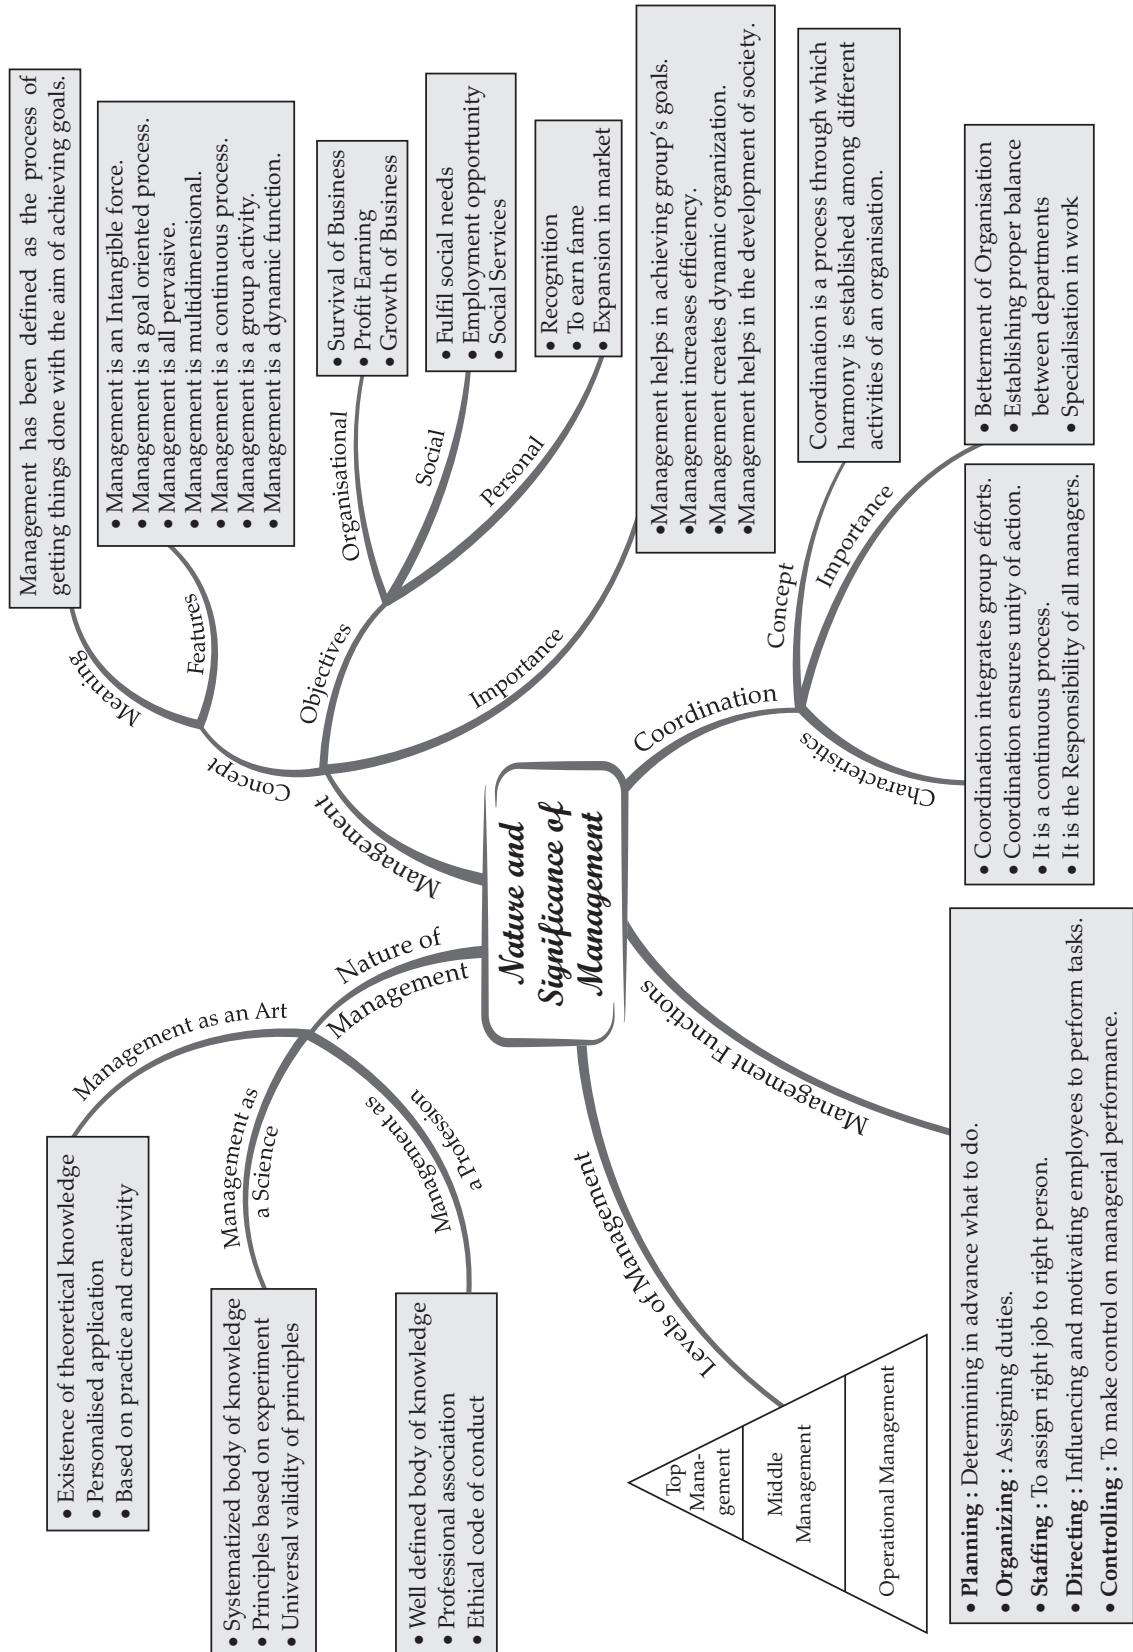 Nature and
Significance of
Management
Management
Concept
Meaning
Management has been defined as the process of
getting things done with the aim of achieving goals.
Features
• Management is an Intangible force.
• Management is a goal oriented process.
• Management is all pervasive.
• Management is multidimensional.
• Management is a continuous process.
• Management is a group activity.
• Management is a dynamic function.
Objectives
Organisational
• Survival of Business
• Profit Earning
• Growth of Business
Social
• Fulfil social needs
• Employment opportunity
• Social Services
Personal
• Recognition
• To earn fame
• Expansion in market
Importance
•Management helps in achieving group's goals.
•Management increases efficiency.
•Management creates dynamic organization.
•Management helps in the development of society.
Coordination
Concept
Coordination is a process through which
harmony is established among different
activities of an organisation.
Importance
• Betterment of Organisation
• Establishing proper balance
between departments
• Specialisation in work
Characteristics
• Coordination integrates group efforts.
• Coordination ensures unity of action.
• It is a continuous process.
• It is the Responsibility of all managers.
Management Functions
• Planning : Determining in advance what to do.
• Organizing : Assigning duties.
• Staffing : To assign right job to right person.
• Directing : Influencing and motivating employees to perform tasks.
• Controlling : To make control on managerial performance.
Levels of Management
Top
Mana-
gement
Middle
Management
Operational Management
Nature of
Management
Management as an Art
• Existence of theoretical knowledge
• Personalised application
• Based on practice and creativity
Management as
a Science
• Systematized body of knowledge
• Principles based on experiment
• Universal validity of principles
Management as
a Profession
• Well defined body of knowledge
• Professional association
• Ethical code of conduct